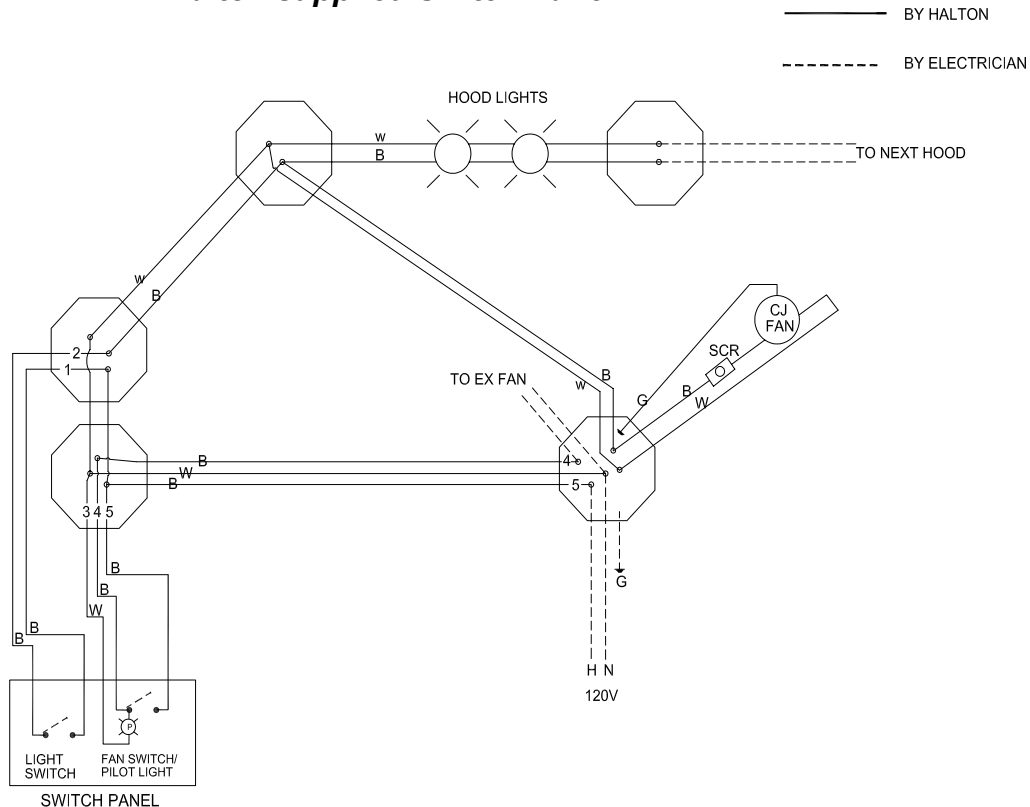 BY HALTON
BY ELECTRICIAN
HOOD LIGHTS
w
B
TO NEXT HOOD
w
B
CJ
FAN
SCR
2
1
TO EX FAN
B
w
G
B
W
B
W
B
4
5
3 4 5
G
B
B
W
B
B
H N
120V
P
LIGHT
SWITCH
FAN SWITCH/
PILOT LIGHT
SWITCH PANEL